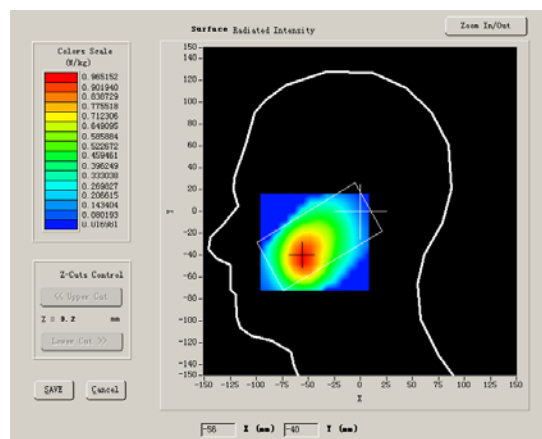 Surface Radiated Intensity
Zoom In/Out
Colors Scale
(W/kg)
0.965152
0.901940
0.838729
0.775518
0.712306
0.649095
0.585884
0.522672
0.459461
0.396249
0.333038
0.269827
0.206615
0.143404
0.080193
0.016981
150
140
120
100
80
60
40
20
0
-20
-40
-60
-80
-100
-120
-140
-150
Y
-150 -125 -100 -75 -50 -25 0 25 50 75 100 125 150
X
Z-Cuts Control
<< Upper Cut
Z = 8.2 mm
Lower Cut >>
SAVE Cancel
-56 X (mm) -40 Y (mm)